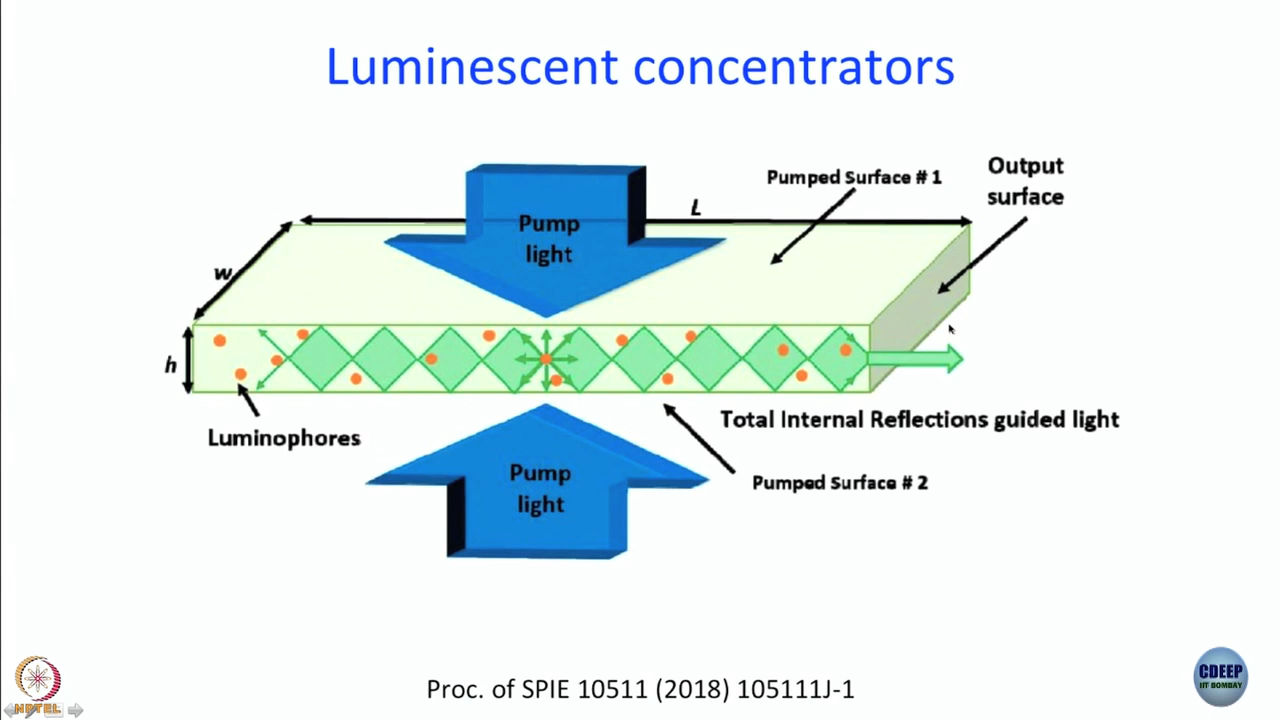 Luminescent concentrators
Pumped Surface # 1
Output
surface
L
Pump
light
w
h
Total Internal Reflections guided light
Luminophores
Pump
light
Pumped Surface # 2
Proc. of SPIE 10511 (2018) 105111J-1
NPTEL
CDEEP
IIT BOMBAY